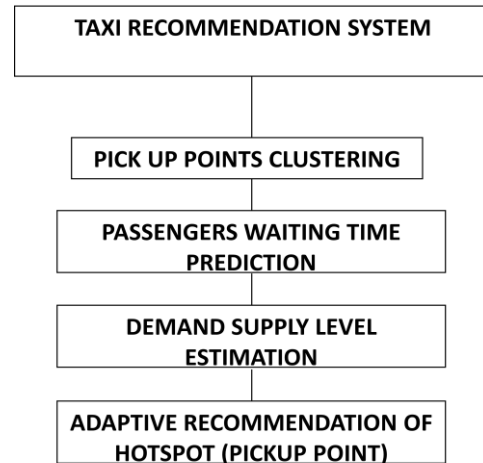 TAXI RECOMMENDATION SYSTEM
PICK UP POINTS CLUSTERING
PASSENGERS WAITING TIME
PREDICTION
DEMAND SUPPLY LEVEL
ESTIMATION
ADAPTIVE RECOMMENDATION OF
HOTSPOT (PICKUP POINT)